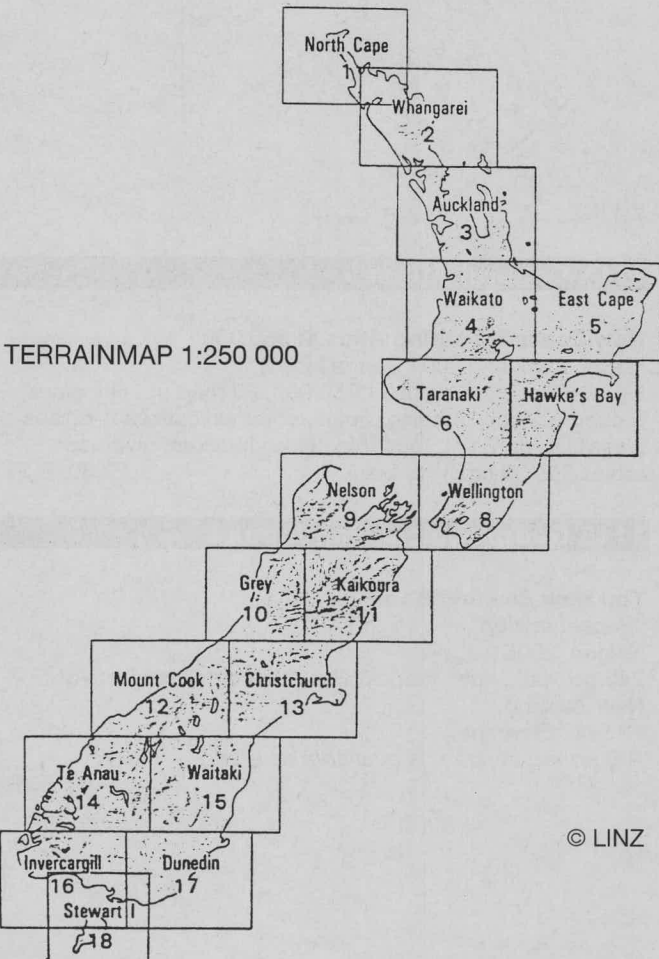 North Cape
1
Whangarei
2
Auckland
3
Waikato
4
East Cape
5
TERRAINMAP 1:250 000
Taranaki
6
Hawke's Bay
7
Nelson
9
Wellington
8
Grey
10
Kaikoura
11
Mount Cook
12
Christchurch
13
Te Anau
14
Waitaki
15
© LINZ
Invercargill
16
Dunedin
17
Stewart I
18